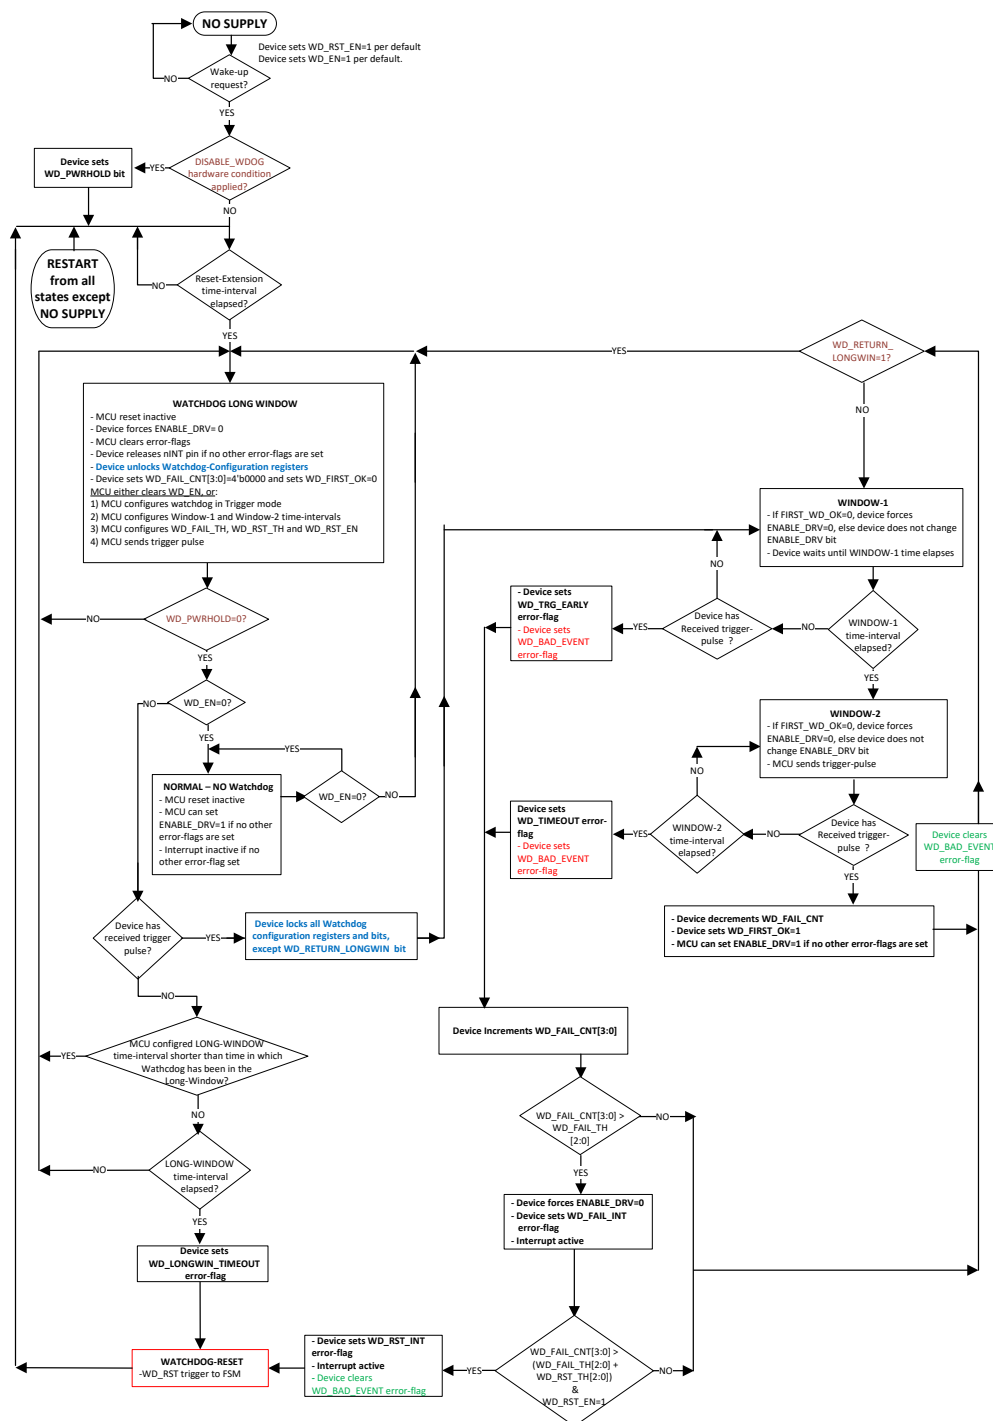 NO SUPPLY
Device sets WD_RST_EN=1 per default
Device sets WD_EN=1 per default.
Wake-up
request?
NO
YES
DISABLE_WDOG
hardware condition
applied?
YES
Device sets
WD_PWRHOLD bit
NO
RESTART
from all
states except
NO SUPPLY
Reset-Extension
time-interval
elapsed?
NO
YES
WATCHDOG LONG WINDOW
- MCU reset inactive
- Device forces ENABLE_DRV= 0
- MCU clears error-flags
- Device releases nINT pin if no other error-flags are set
- Device unlocks Watchdog-Configuration registers
- Device sets WD_FAIL_CNT[3:0]=4'b0000 and sets WD_FIRST_OK=0
MCU either clears WD_EN, or:
1) MCU configures watchdog in Trigger mode
2) MCU configures Window-1 and Window-2 time-intervals
3) MCU configures WD_FAIL_TH, WD_RST_TH and WD_RST_EN
4) MCU sends trigger pulse
WD_PWRHOLD=0?
NO
YES
WD_EN=0?
NO
YES
YES
NORMAL – NO Watchdog
- MCU reset inactive
- MCU can set
ENABLE_DRV=1 if no other
error-flags are set
- Interrupt inactive if no
other error-flag set
WD_EN=0?
NO
Device has
received trigger
pulse?
YES
Device locks all Watchdog
configuration registers and bits,
except WD_RETURN_LONGWIN bit
NO
MCU configred LONG-WINDOW
time-interval shorter than time in which
Wathcdog has been in the
Long-Window?
YES
NO
LONG-WINDOW
time-interval
elapsed?
NO
YES
Device sets
WD_LONGWIN_TIMEOUT
error-flag
WATCHDOG-RESET
-WD_RST trigger to FSM
WD_RETURN_
LONGWIN=1?
YES
NO
WINDOW-1
- If FIRST_WD_OK=0, device forces
ENABLE_DRV=0, else device does not change
ENABLE_DRV bit
- Device waits until WINDOW-1 time elapses
WINDOW-1
time-interval
elapsed?
NO
YES
Device has
Received trigger-
pulse ?
NO
YES
- Device sets
WD_TRG_EARLY
error-flag
- Device sets
WD_BAD_EVENT
error-flag
WINDOW-2
- If FIRST_WD_OK=0, device forces
ENABLE_DRV=0, else device does not
change ENABLE_DRV bit
- MCU sends trigger-pulse
Device has
Received trigger-
pulse ?
NO
YES
WINDOW-2
time-interval
elapsed?
NO
YES
Device sets
WD_TIMEOUT error-
flag
- Device sets
WD_BAD_EVENT
error-flag
Device clears
WD_BAD_EVENT
error-flag
- Device decrements WD_FAIL_CNT
- Device sets WD_FIRST_OK=1
- MCU can set ENABLE_DRV=1 if no other error-flags are set
Device Increments WD_FAIL_CNT[3:0]
WD_FAIL_CNT[3:0] >
WD_FAIL_TH
[2:0]
NO
YES
- Device forces ENABLE_DRV=0
- Device sets WD_FAIL_INT
error-flag
- Interrupt active
WD_FAIL_CNT[3:0] >
(WD_FAIL_TH[2:0] +
WD_RST_TH[2:0])
&
WD_RST_EN=1
NO
YES
- Device sets WD_RST_INT
error-flag
- Interrupt active
- Device clears
WD_BAD_EVENT error-flag